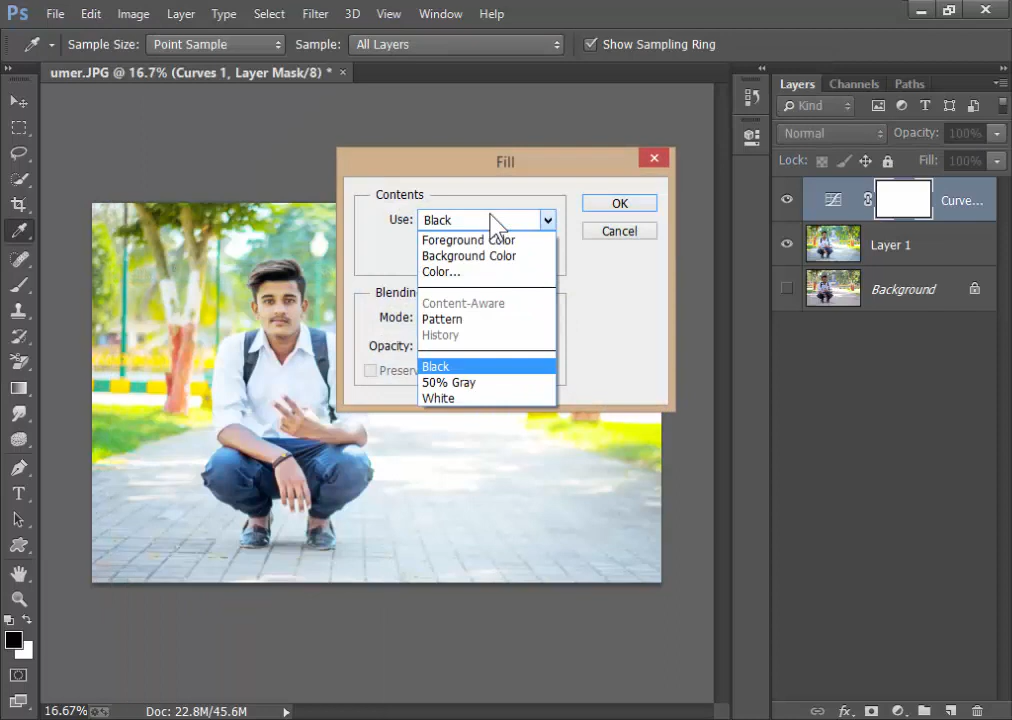 Ps File Edit Image Layer Type Select Filter 3D View Window Help
Sample Size: Point Sample Sample: All Layers Show Sampling Ring
umer.JPG @ 16.7% (Curves 1, Layer Mask/8) * ×
Layers Channels Paths
Kind
Normal Opacity: 100%
Lock: Fill: 100%
Curve...
Layer 1
Background
Fill
Contents
Use: Black
OK
Cancel
Foreground Color
Background Color
Color...
Content-Aware
Pattern
History
Black
50% Gray
White
Blending
Mode:
Opacity:
Preserv
16.67% Doc: 22.8M/45.6M